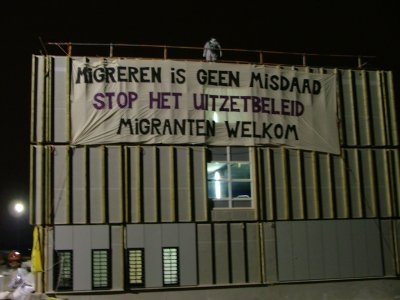 MiGREREN iS GEEN MiSDAAD
STOP HET UiTZETBELEID
MiGRANTEN WELKOM